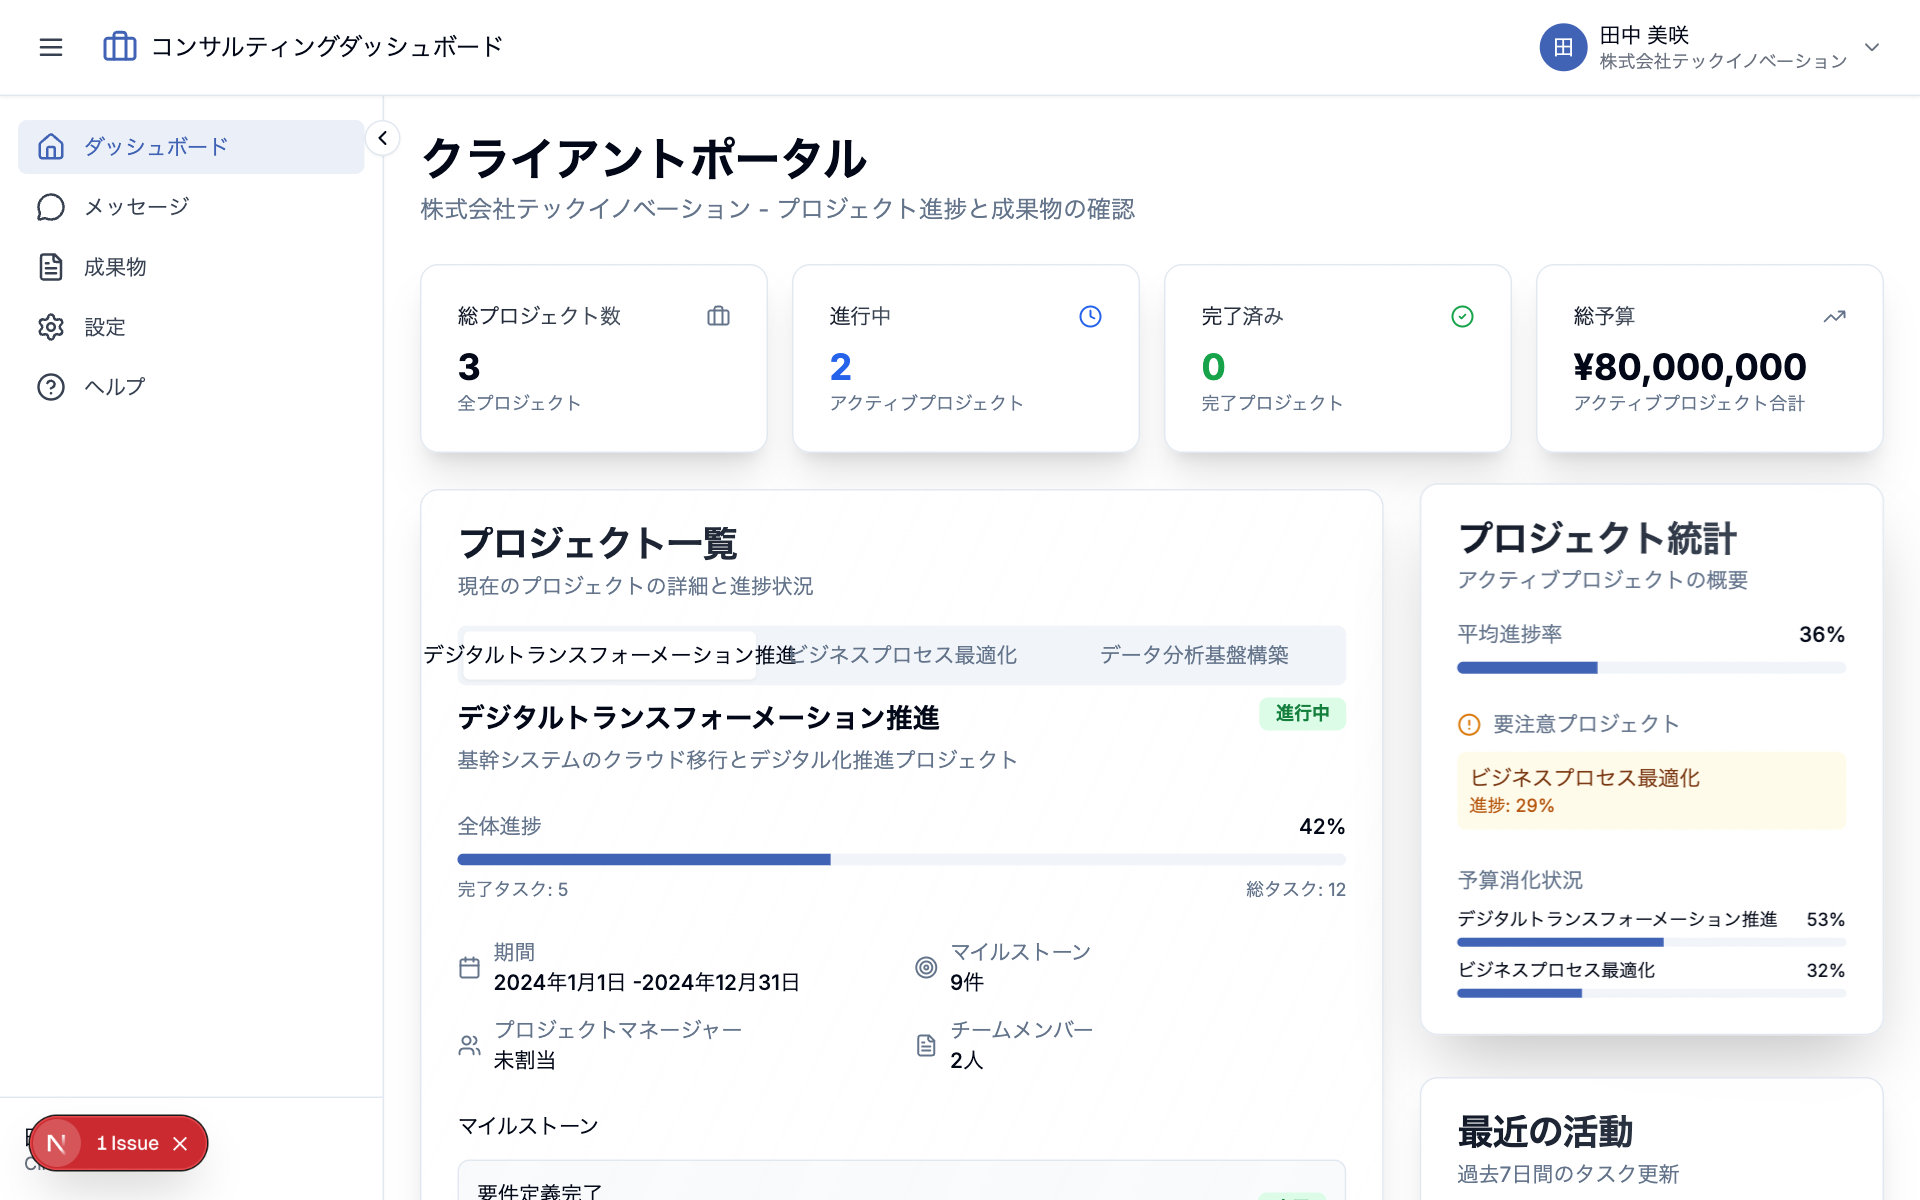 コンサルティングダッシュボード
田
田中 美咲
株式会社テックイノベーション
ダッシュボード
メッセージ
成果物
設定
ヘルプ
1 Issue
クライアントポータル
株式会社テックイノベーション - プロジェクト進捗と成果物の確認
総プロジェクト数
3
全プロジェクト
進行中
2
アクティブプロジェクト
完了済み
0
完了プロジェクト
総予算
¥80,000,000
アクティブプロジェクト合計
プロジェクト一覧
現在のプロジェクトの詳細と進捗状況
デジタルトランスフォーメーション推進
ビジネスプロセス最適化
データ分析基盤構築
デジタルトランスフォーメーション推進
進行中
基幹システムのクラウド移行とデジタル化推進プロジェクト
全体進捗
42%
完了タスク: 5
総タスク: 12
期間
2024年1月1日 -2024年12月31日
マイルストーン
9件
プロジェクトマネージャー
未割当
チームメンバー
2人
マイルストーン
要件定義完了
プロジェクト統計
アクティブプロジェクトの概要
平均進捗率
36%
要注意プロジェクト
ビジネスプロセス最適化
進捗: 29%
予算消化状況
デジタルトランスフォーメーション推進
53%
ビジネスプロセス最適化
32%
最近の活動
過去7日間のタスク更新